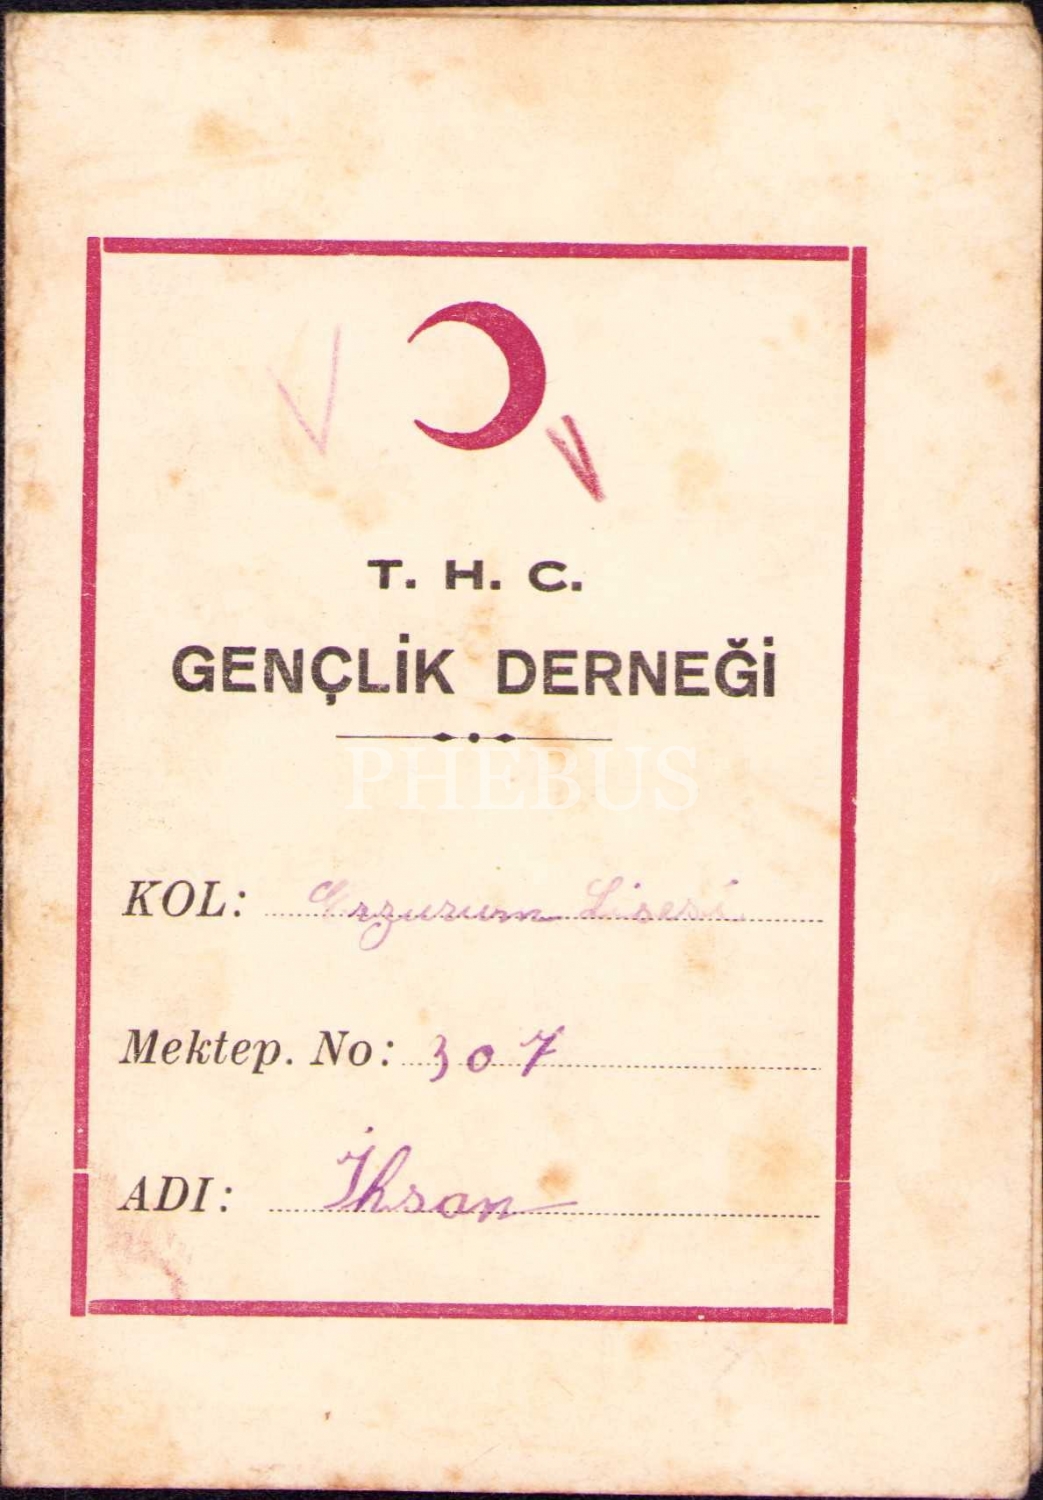 T. H. C.
GENÇLİK DERNEĞİ
PHEBUS
KOL: Erzurum Lisesi
Mektep. No: 307
ADI: İhsan